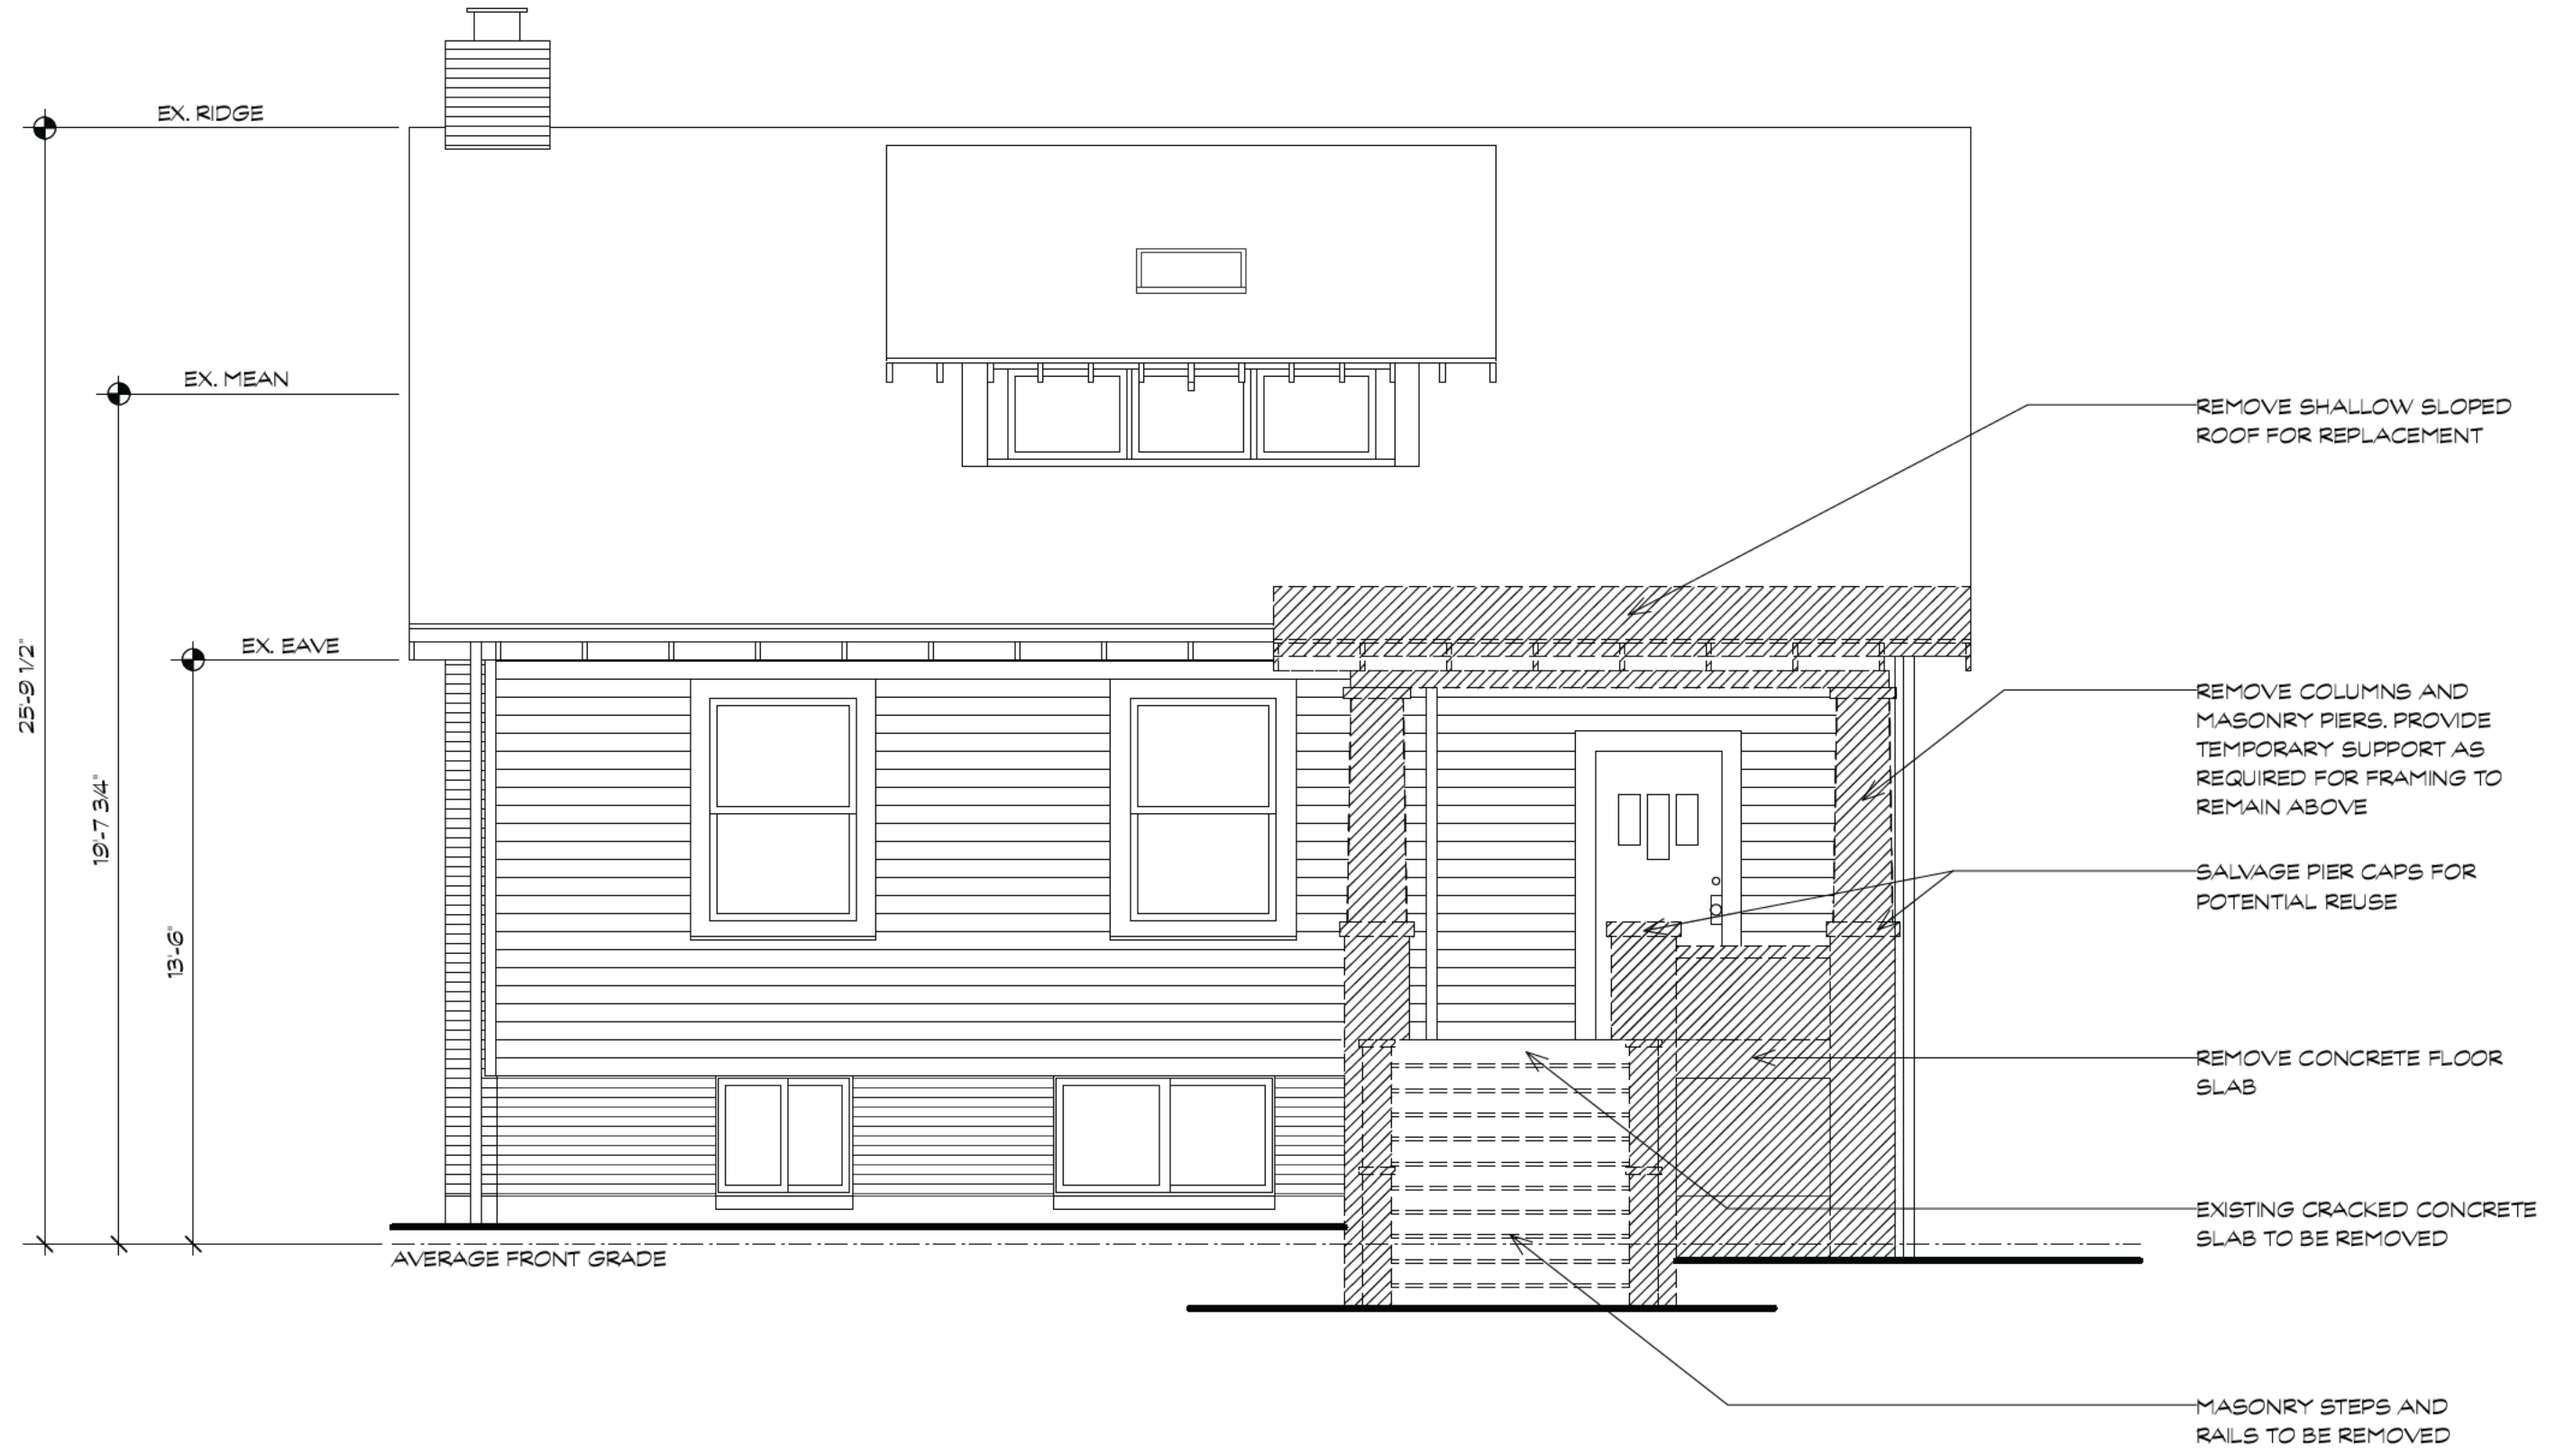 EX. RIDGE
EX. MEAN
EX. EAVE
25'-9 1/2"
19'-7 3/4"
13'-6"
AVERAGE FRONT GRADE
REMOVE SHALLOW SLOPED
ROOF FOR REPLACEMENT
REMOVE COLUMNS AND
MASONRY PIERS. PROVIDE
TEMPORARY SUPPORT AS
REQUIRED FOR FRAMING TO
REMAIN ABOVE
SALVAGE PIER CAPS FOR
POTENTIAL REUSE
REMOVE CONCRETE FLOOR
SLAB
EXISTING CRACKED CONCRETE
SLAB TO BE REMOVED
MASONRY STEPS AND
RAILS TO BE REMOVED